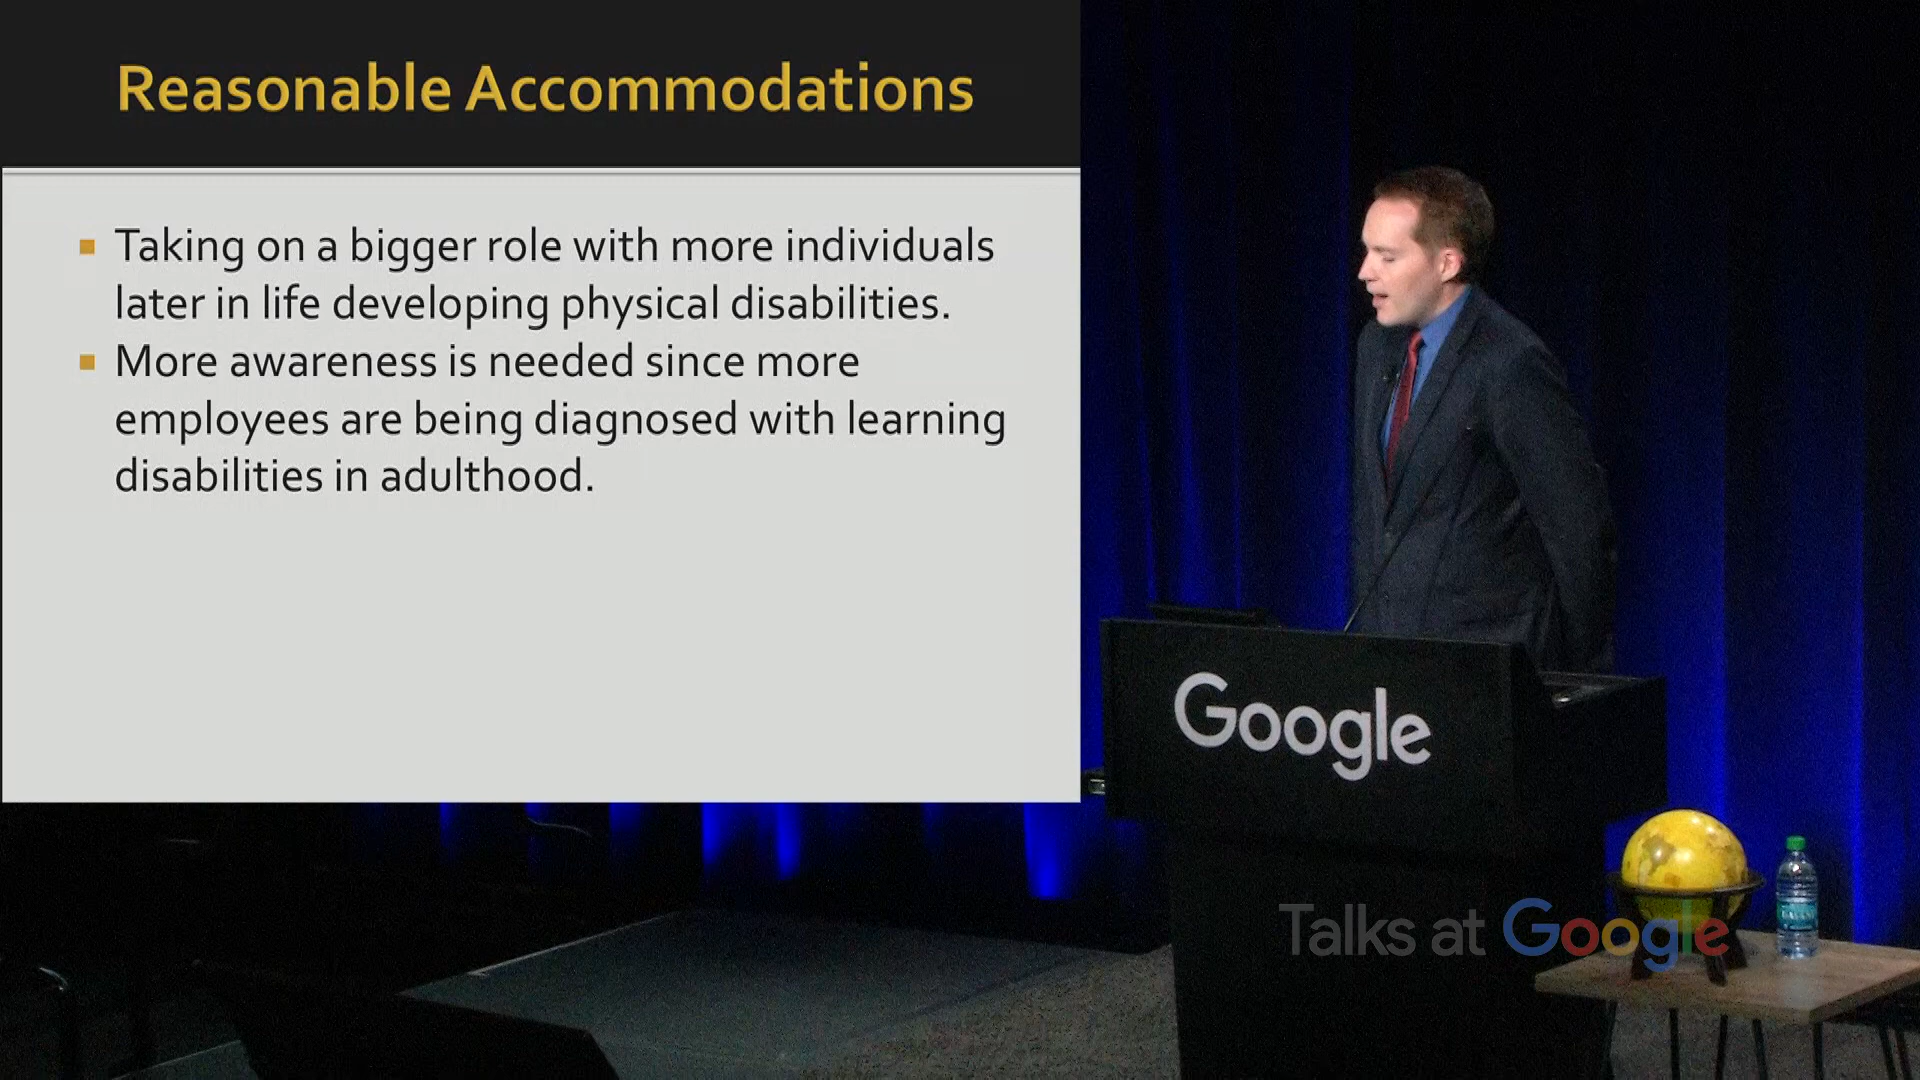 Reasonable Accommodations
Taking on a bigger role with more individuals
later in life developing physical disabilities.
More awareness is needed since more
employees are being diagnosed with learning
disabilities in adulthood.
Google
Talks at Google